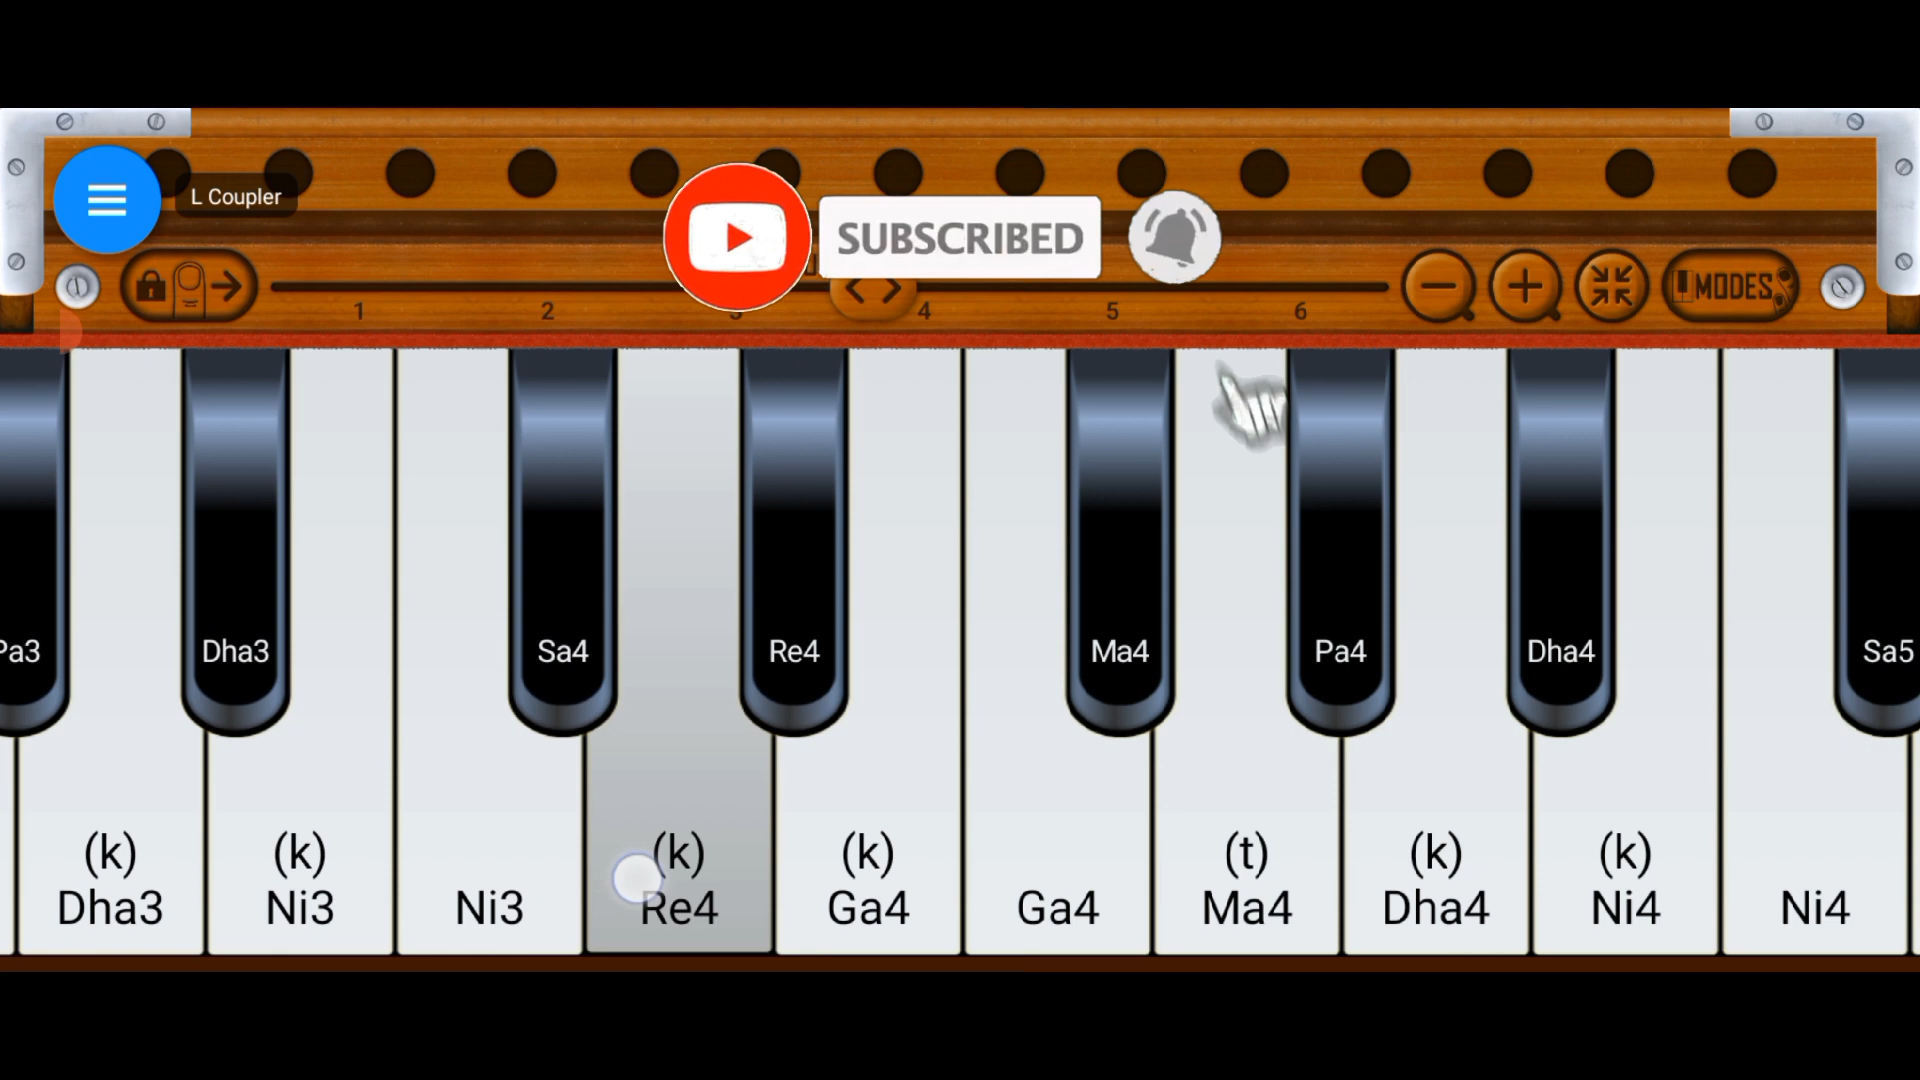 L Coupler
SUBSCRIBED
1 2 3 4 5 6
MODES
Pa3 Dha3 Sa4 Re4 Ma4 Pa4 Dha4 Sa5
(k) (k) (k) (k) (t) (k) (k)
Dha3 Ni3 Ni3 Re4 Ga4 Ga4 Ma4 Dha4 Ni4 Ni4